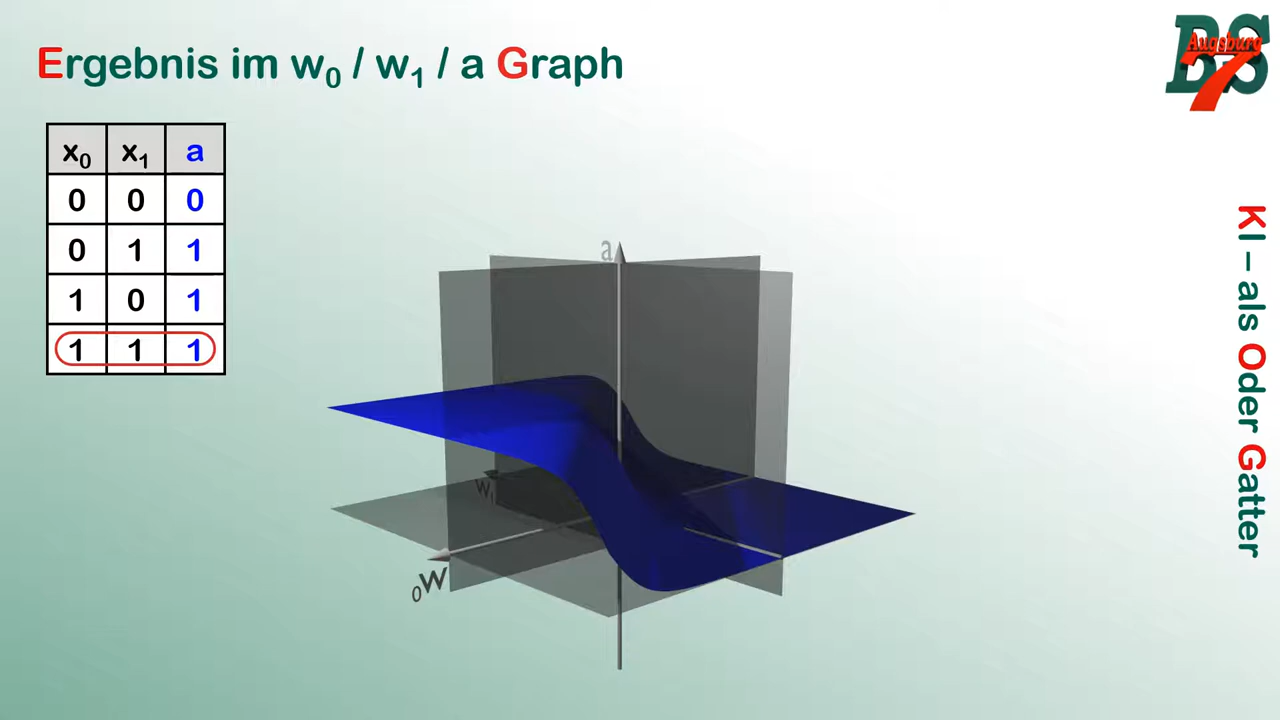 Ergebnis im w₀ / w₁ / a Graph
BS
Augsburg
7
x₀ x₁ a
0 0 0
0 1 1
1 0 1
1 1 1
a
w₁
₀w
KI – als Oder Gatter